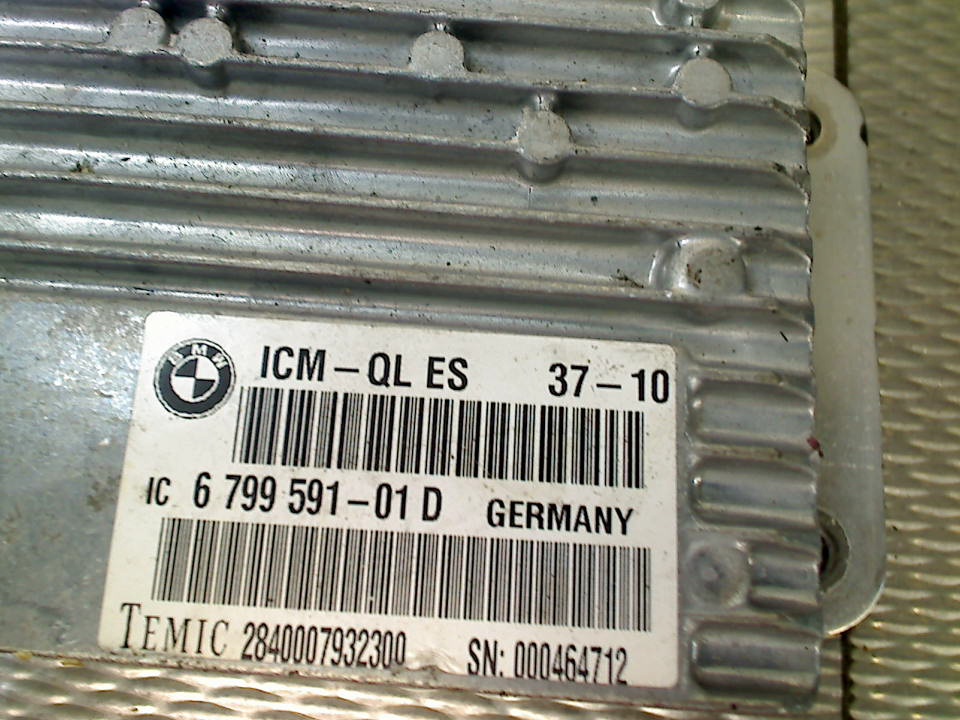 BMW
ICM - QL ES 37 - 10
IC 6 799 591 - 01 D GERMANY
TEMIC 2840007932300 SN: 000464712